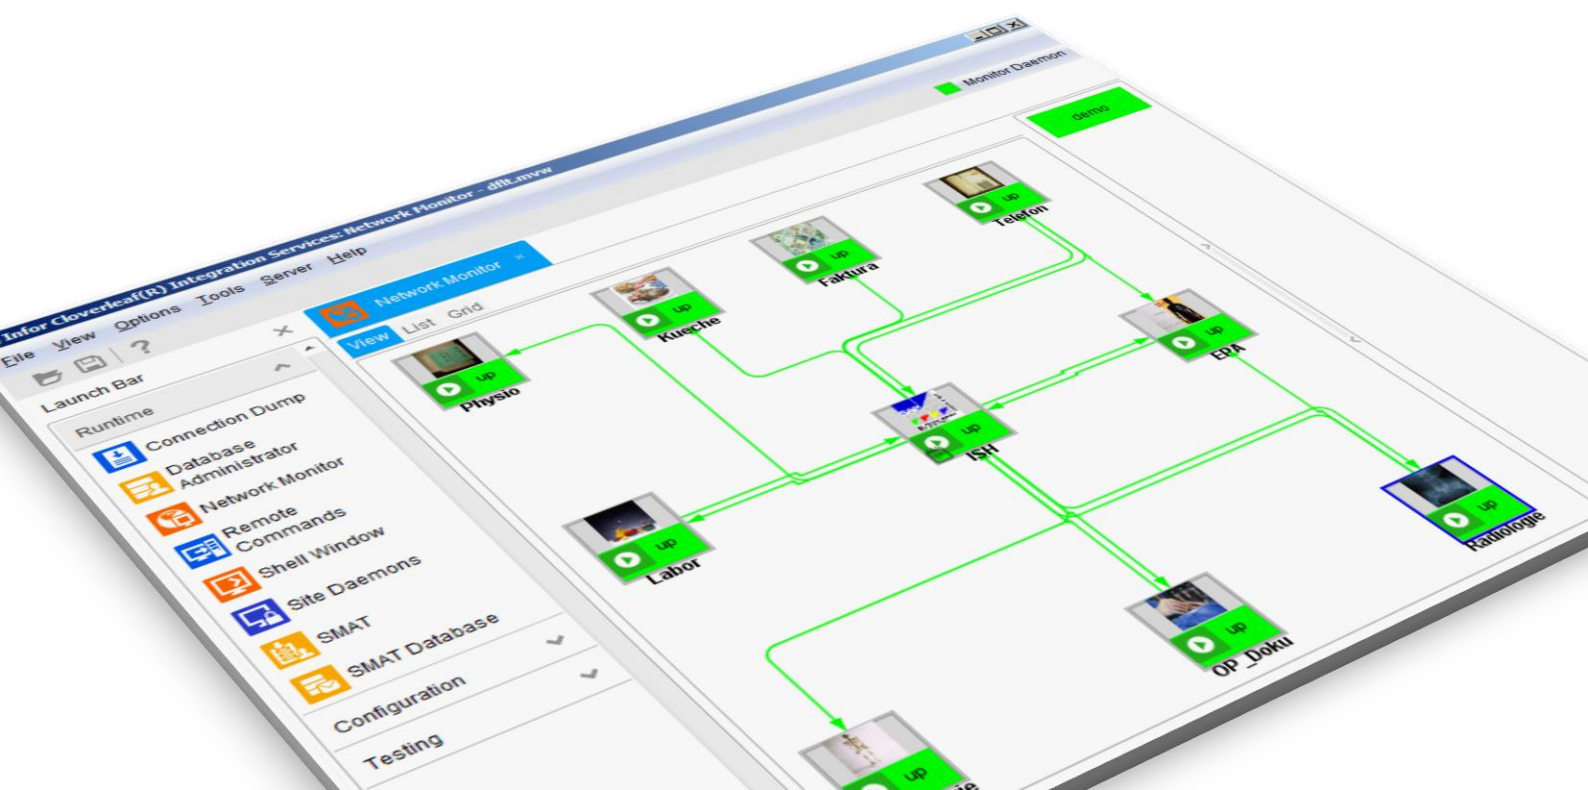 Infor Cloverleaf(R) Integration Services: Network Monitor - dflt.mvw
File View Options Tools Server Help
Monitor Daemon
demo
Launch Bar
Runtime
Connection Dump
Database
Administrator
Network Monitor
Remote
Commands
Shell Window
Site Daemons
SMAT
SMAT Database
Configuration
Testing
Network Monitor
View List Grid
up
Telefon
up
Faktura
up
Kueche
up
EPA
up
Physio
up
ISH
up
Radiologie
up
Labor
up
OP_Doku
up